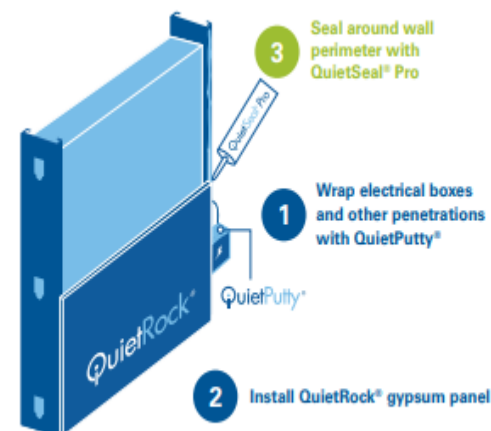 3
Seal around wall
perimeter with
QuietSeal® Pro
QuietSeal® Pro
1
Wrap electrical boxes
and other penetrations
with QuietPutty®
QuietPutty®
QuietRock®
2
Install QuietRock® gypsum panel